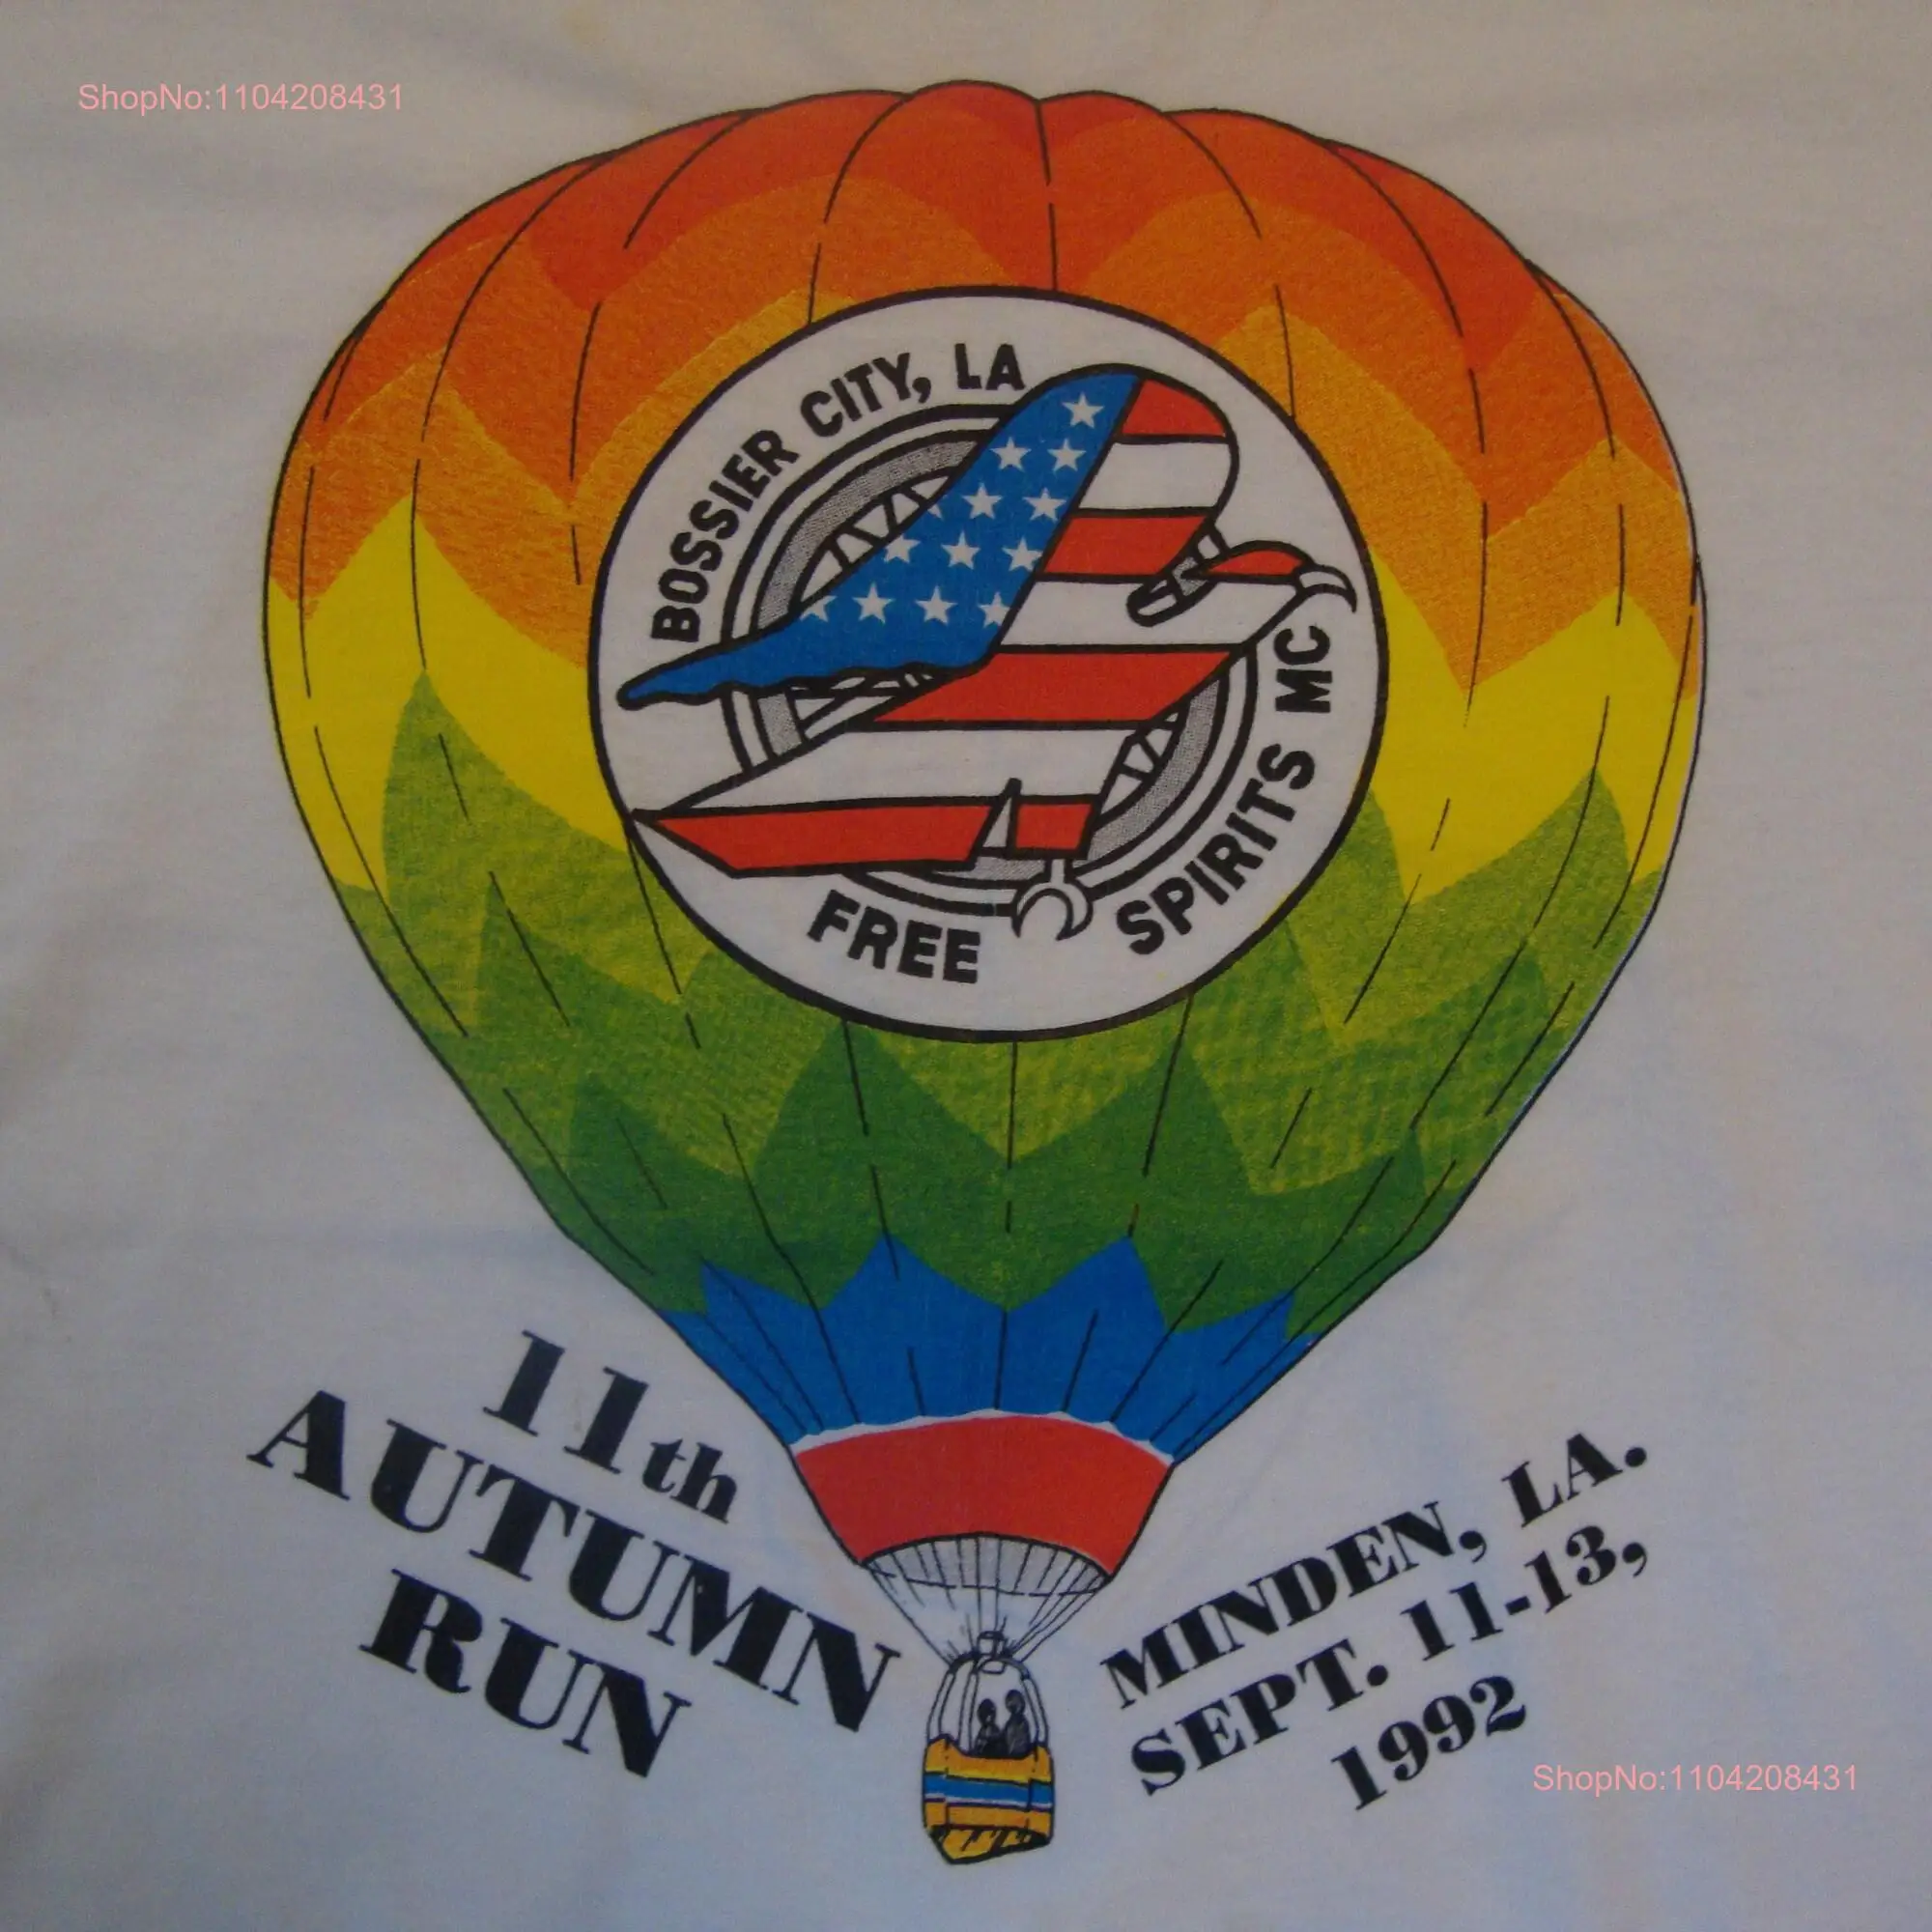 ShopNo:1104208431
BOSSIER CITY, LA
FREE SPIRITS MC
11th
AUTUMN
RUN
MINDEN, LA.
SEPT. 11-13,
1992
ShopNo:1104208431